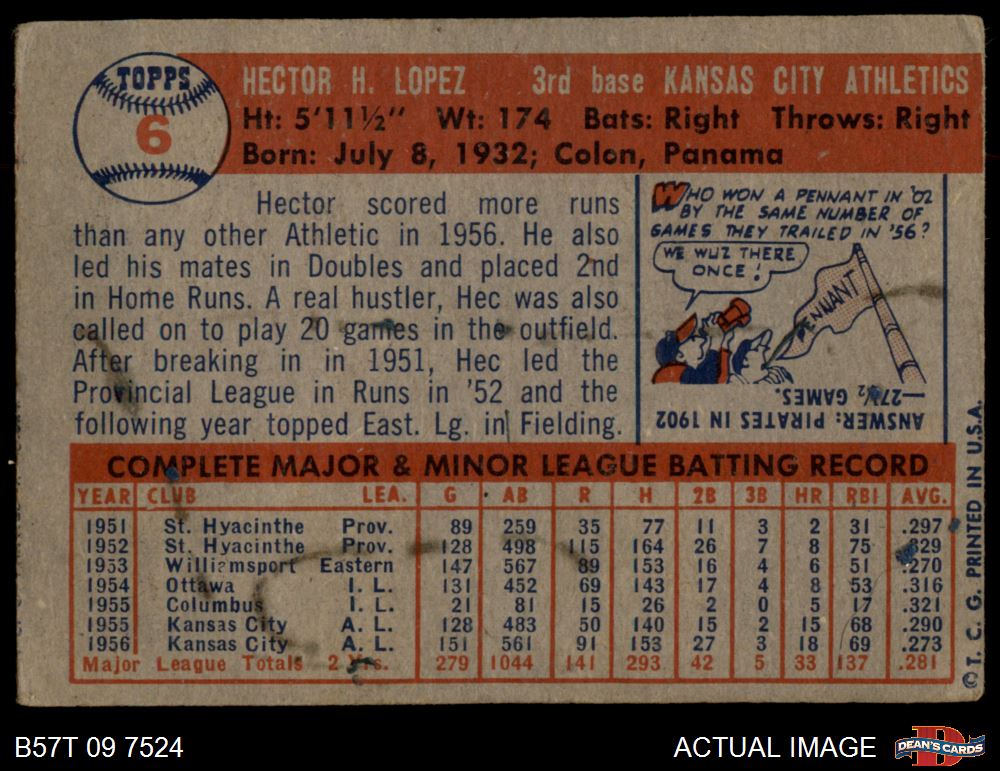 TOPPS
6
HECTOR H. LOPEZ 3rd base KANSAS CITY ATHLETICS
Ht: 5'11½" Wt: 174 Bats: Right Throws: Right
Born: July 8, 1932; Colon, Panama
Hector scored more runs
than any other Athletic in 1956. He also
led his mates in Doubles and placed 2nd
in Home Runs. A real hustler, Hec was also
called on to play 20 games in the outfield.
After breaking in in 1951, Hec led the
Provincial League in Runs in '52 and the
following year topped East. Lg. in Fielding.
WHO WON A PENNANT IN '02
BY THE SAME NUMBER OF
GAMES THEY TRAILED IN '56?
WE WUZ THERE
ONCE!
PENNANT
ANSWER: PIRATES IN 1902
—27½ GAMES.
COMPLETE MAJOR & MINOR LEAGUE BATTING RECORD
YEAR CLUB LEA. G AB R H 2B 3B HR RBI AVG.
1951 St. Hyacinthe Prov. 89 259 35 77 11 3 2 31 .297
1952 St. Hyacinthe Prov. 128 498 115 164 26 7 8 75 .329
1953 Williamsport Eastern 147 567 89 153 16 4 6 51 .270
1954 Ottawa I. L. 131 452 69 143 17 4 8 53 .316
1955 Columbus I. L. 21 81 15 26 2 0 5 17 .321
1955 Kansas City A. L. 128 483 50 140 15 2 15 68 .290
1956 Kansas City A. L. 151 561 91 153 27 3 18 69 .273
Major League Totals 2 Yrs. 279 1044 141 293 42 5 33 137 .281
©T. C. G. PRINTED IN U.S.A.
B57T 09 7524
ACTUAL IMAGE
DEAN'S CARDS